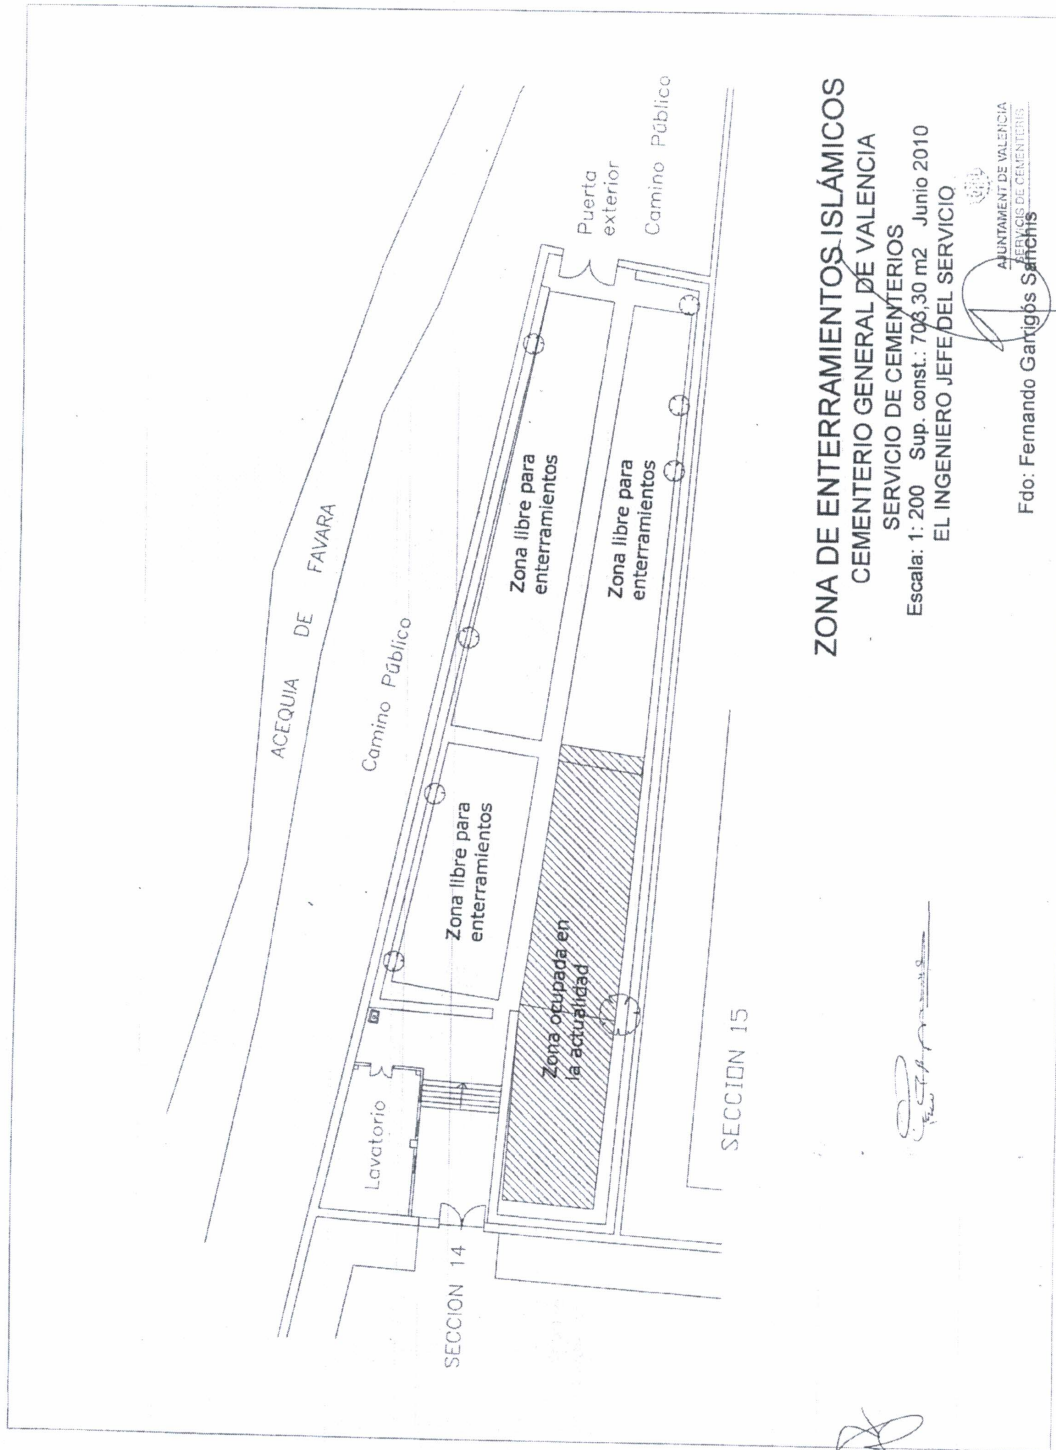 ACEQUIA DE FAVARA
Camino Público
Puerta
exterior
Camino Público
Zona libre para
enterramientos
Zona libre para
enterramientos
Zona libre para
enterramientos
Zona ocupada en
la actualidad
Lavatorio
SECCION 14
SECCION 15
ZONA DE ENTERRAMIENTOS ISLÁMICOS
CEMENTERIO GENERAL DE VALENCIA
SERVICIO DE CEMENTERIOS
Escala: 1: 200 Sup. const.: 703,30 m2 Junio 2010
EL INGENIERO JEFE DEL SERVICIO
AJUNTAMENT DE VALENCIA
SERVICIS DE CEMENTERIS
Fdo: Fernando Garrigós Sanchis